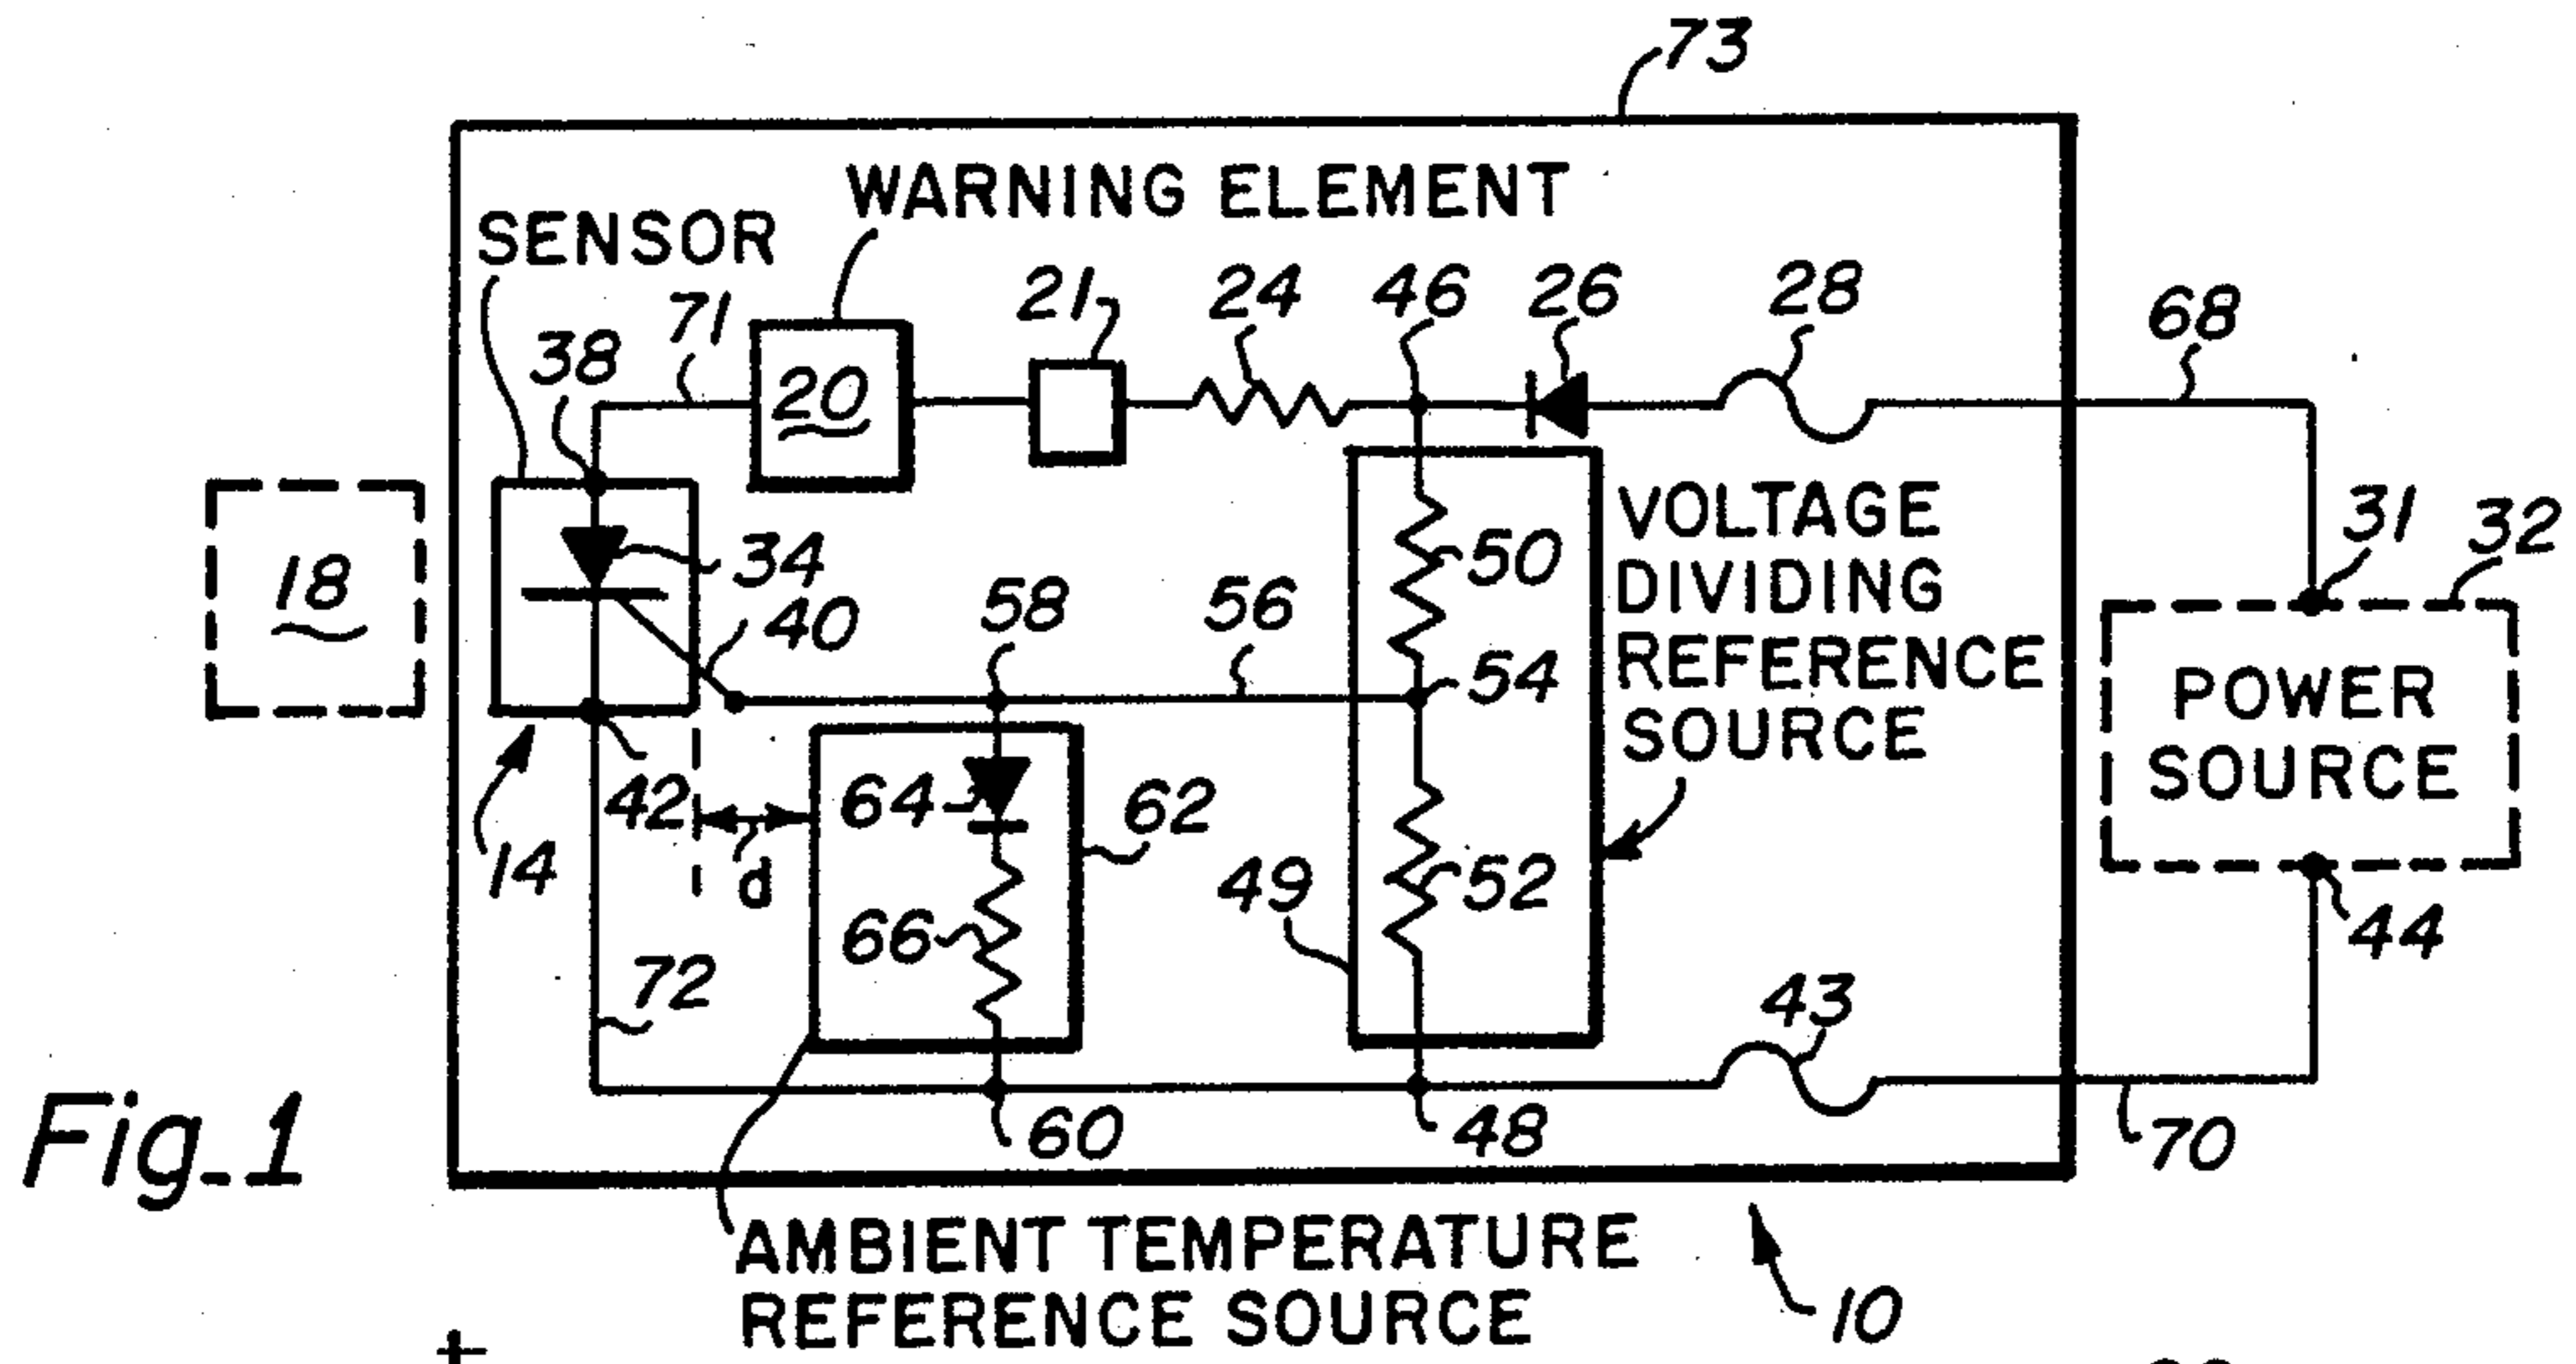 73
WARNING ELEMENT
SENSOR
71
21
24
46
26
28
68
38
20
18
34
40
58
56
50
54
VOLTAGE
DIVIDING
REFERENCE
SOURCE
31
32
POWER
SOURCE
42
14
d
64
62
66
49
52
44
72
43
60
48
70
Fig_1
AMBIENT TEMPERATURE
REFERENCE SOURCE
10